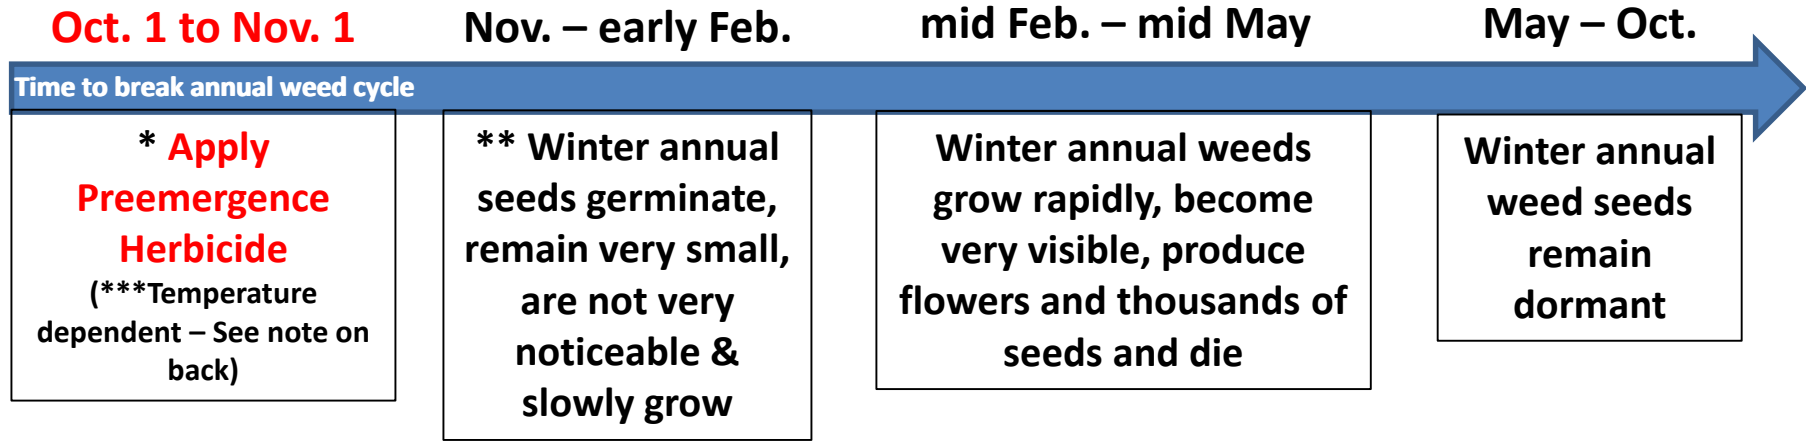 Oct. 1 to Nov. 1
Nov. – early Feb.
mid Feb. – mid May
May – Oct.
Time to break annual weed cycle
* Apply
Preemergence
Herbicide
(***Temperature
dependent – See note on
back)
** Winter annual
seeds germinate,
remain very small,
are not very
noticeable &
slowly grow
Winter annual weeds
grow rapidly, become
very visible, produce
flowers and thousands of
seeds and die
Winter annual
weed seeds
remain
dormant